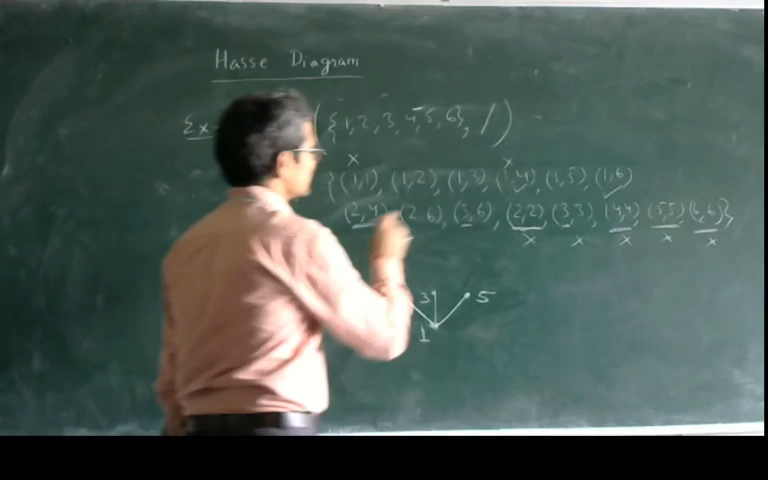 Hasse Diagram
Ex ({1,2,3,4,5,6}, /)
x x
{(1,1), (1,2), (1,3), (1,4), (1,5), (1,6)
(2,4), (2,6), (3,6), (2,2), (3,3), (4,4), (5,5) (6,6)},
x x x x x
3 5
1